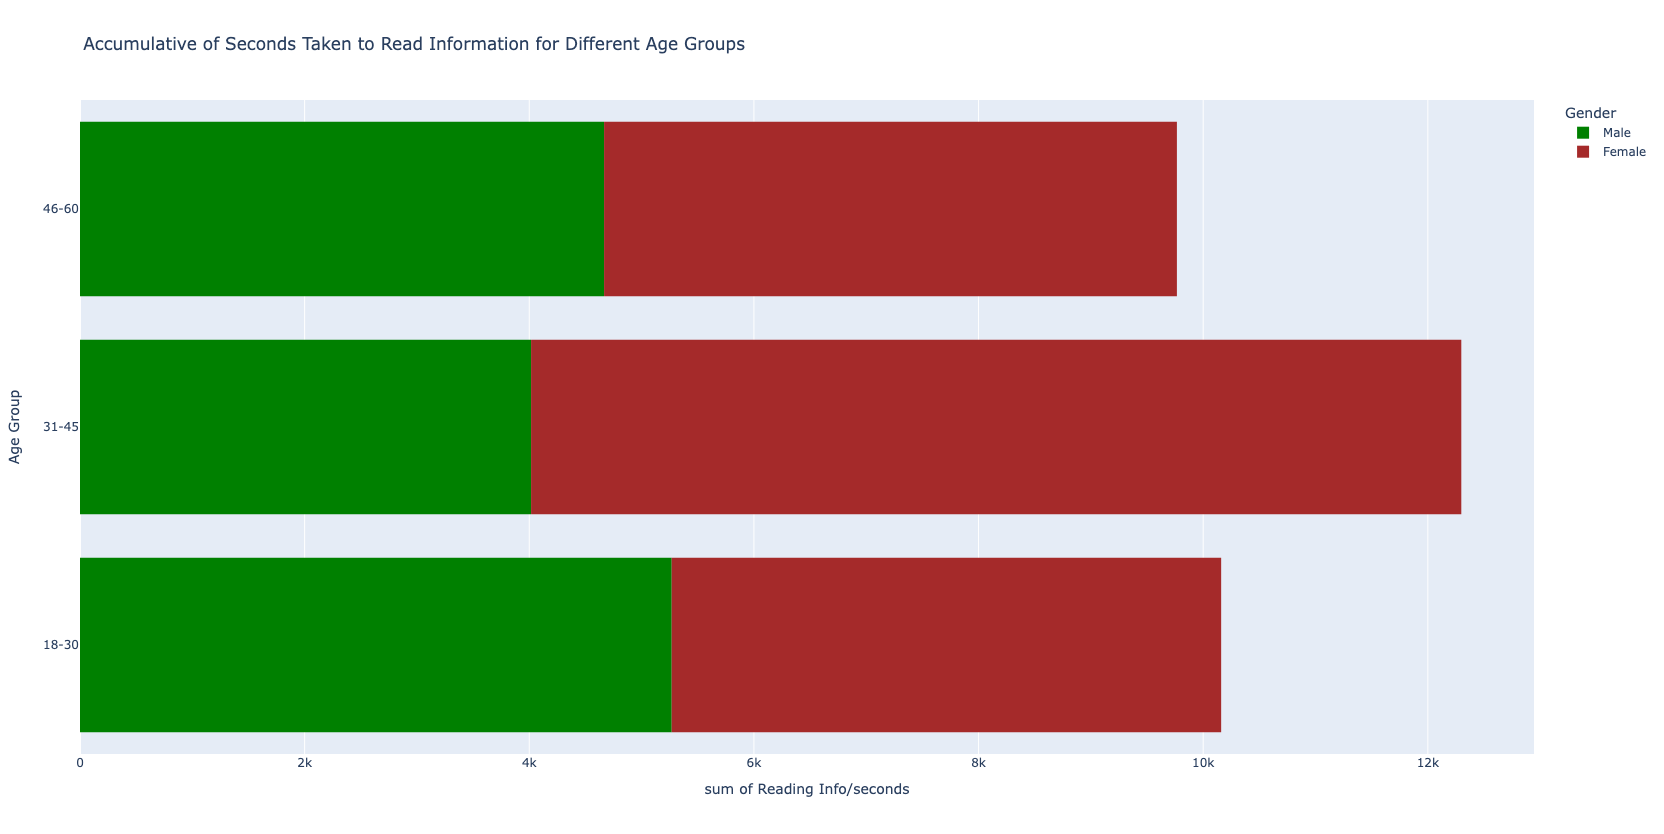 Accumulative of Seconds Taken to Read Information for Different Age Groups
Gender
Male
Female
46-60
31-45
18-30
Age Group
0 2k 4k 6k 8k 10k 12k
sum of Reading Info/seconds